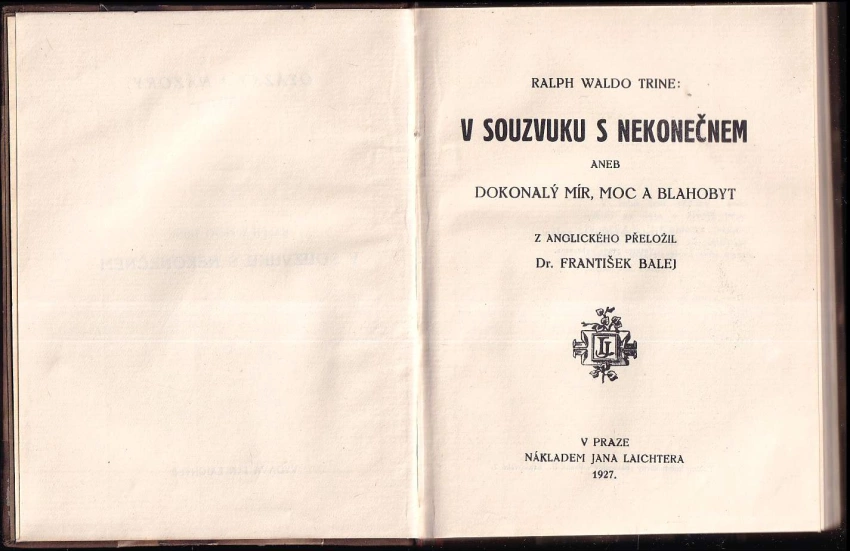 RALPH WALDO TRINE:
V SOUZVUKU S NEKONEČNEM
ANEB
DOKONALÝ MÍR, MOC A BLAHOBYT
Z ANGLICKÉHO PŘELOŽIL
Dr. FRANTIŠEK BALEJ
V PRAZE
NÁKLADEM JANA LAICHTERA
1927.